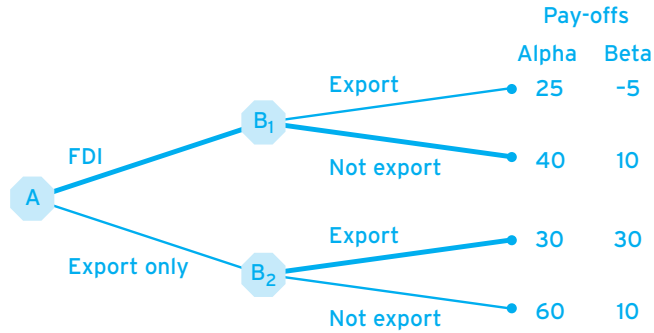 Pay-offs
Alpha Beta
Export 25 -5
B1
FDI
Not export 40 10
A
Export 30 30
Export only
B2
Not export 60 10